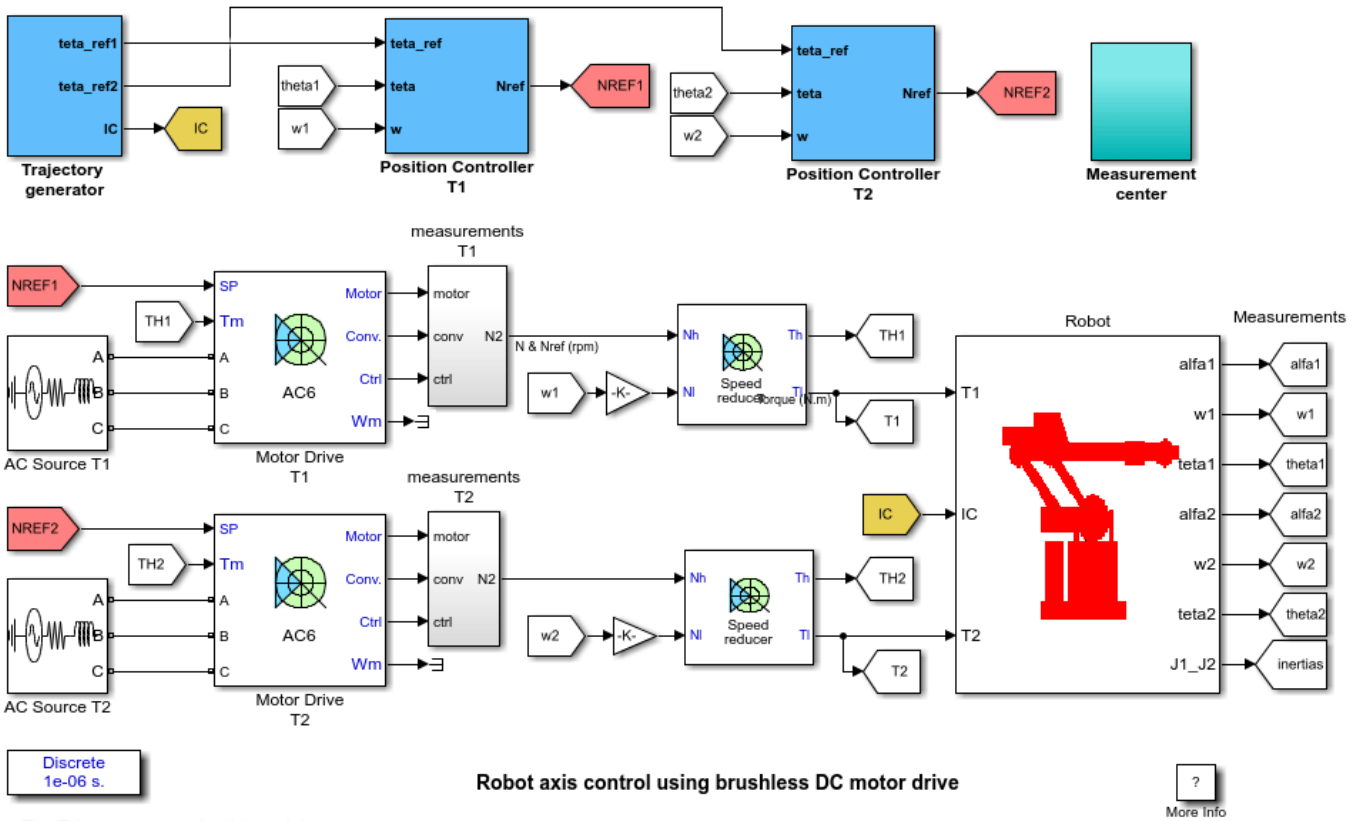 teta_ref1
teta_ref2
IC
IC
Trajectory
generator
theta1
w1
teta_ref
teta
w
Nref
NREF1
Position Controller
T1
theta2
w2
teta_ref
teta
w
Nref
NREF2
Position Controller
T2
Measurement
center
NREF1
TH1
A
B
C
AC Source T1
SP
Tm
A
B
C
AC6
Motor
Conv.
Ctrl
Wm
Motor Drive
T1
measurements
T1
motor
conv
ctrl
N2
N & Nref (rpm)
w1
-K-
Nh
Nl
Speed
reducer
Th
Tl
Torque (N.m)
TH1
T1
NREF2
TH2
A
B
C
AC Source T2
SP
Tm
A
B
C
AC6
Motor
Conv.
Ctrl
Wm
Motor Drive
T2
measurements
T2
motor
conv
ctrl
N2
w2
-K-
Nh
Nl
Speed
reducer
Th
Tl
TH2
T2
IC
Robot
T1
IC
T2
alfa1
w1
teta1
alfa2
w2
teta2
J1_J2
Measurements
alfa1
w1
theta1
alfa2
w2
theta2
inertias
Discrete
1e-06 s.
Robot axis control using brushless DC motor drive
?
More Info